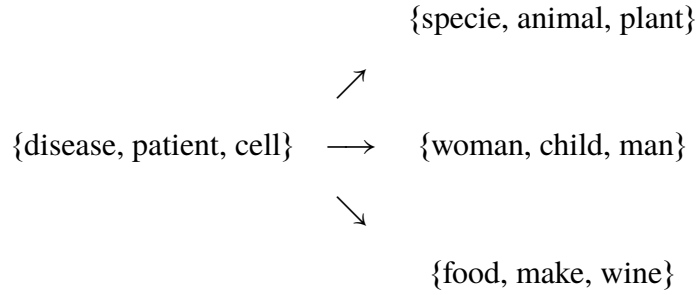 {specie, animal, plant}
↗
{disease, patient, cell} ⟶ {woman, child, man}
↘
{food, make, wine}